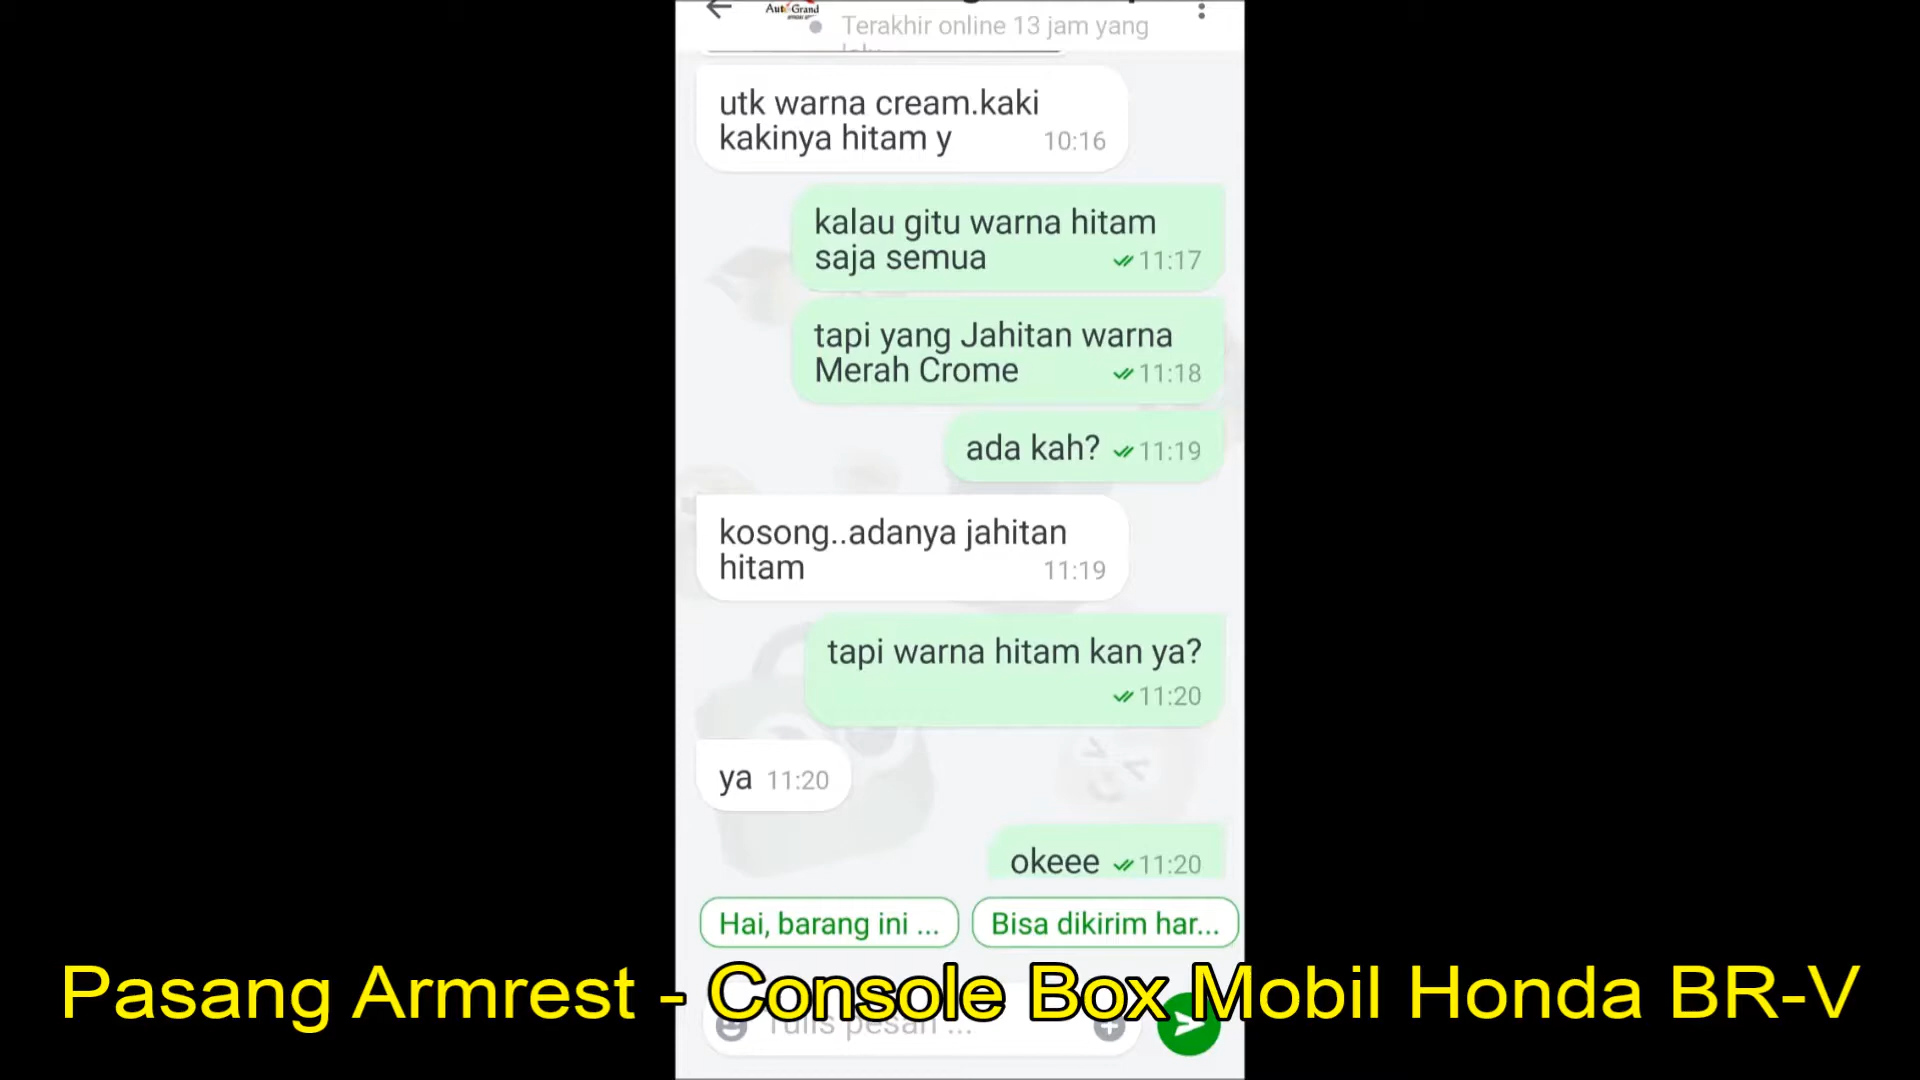 Auto Grand
Terakhir online 13 jam yang
lalu
utk warna cream.kaki
kakinya hitam y 10:16
kalau gitu warna hitam
saja semua 11:17
tapi yang Jahitan warna
Merah Crome 11:18
ada kah? 11:19
kosong..adanya jahitan
hitam 11:19
tapi warna hitam kan ya?
11:20
ya 11:20
okeee 11:20
Hai, barang ini ...
Bisa dikirim har...
Pasang Armrest - Console Box Mobil Honda BR-V
Tulis pesan ...